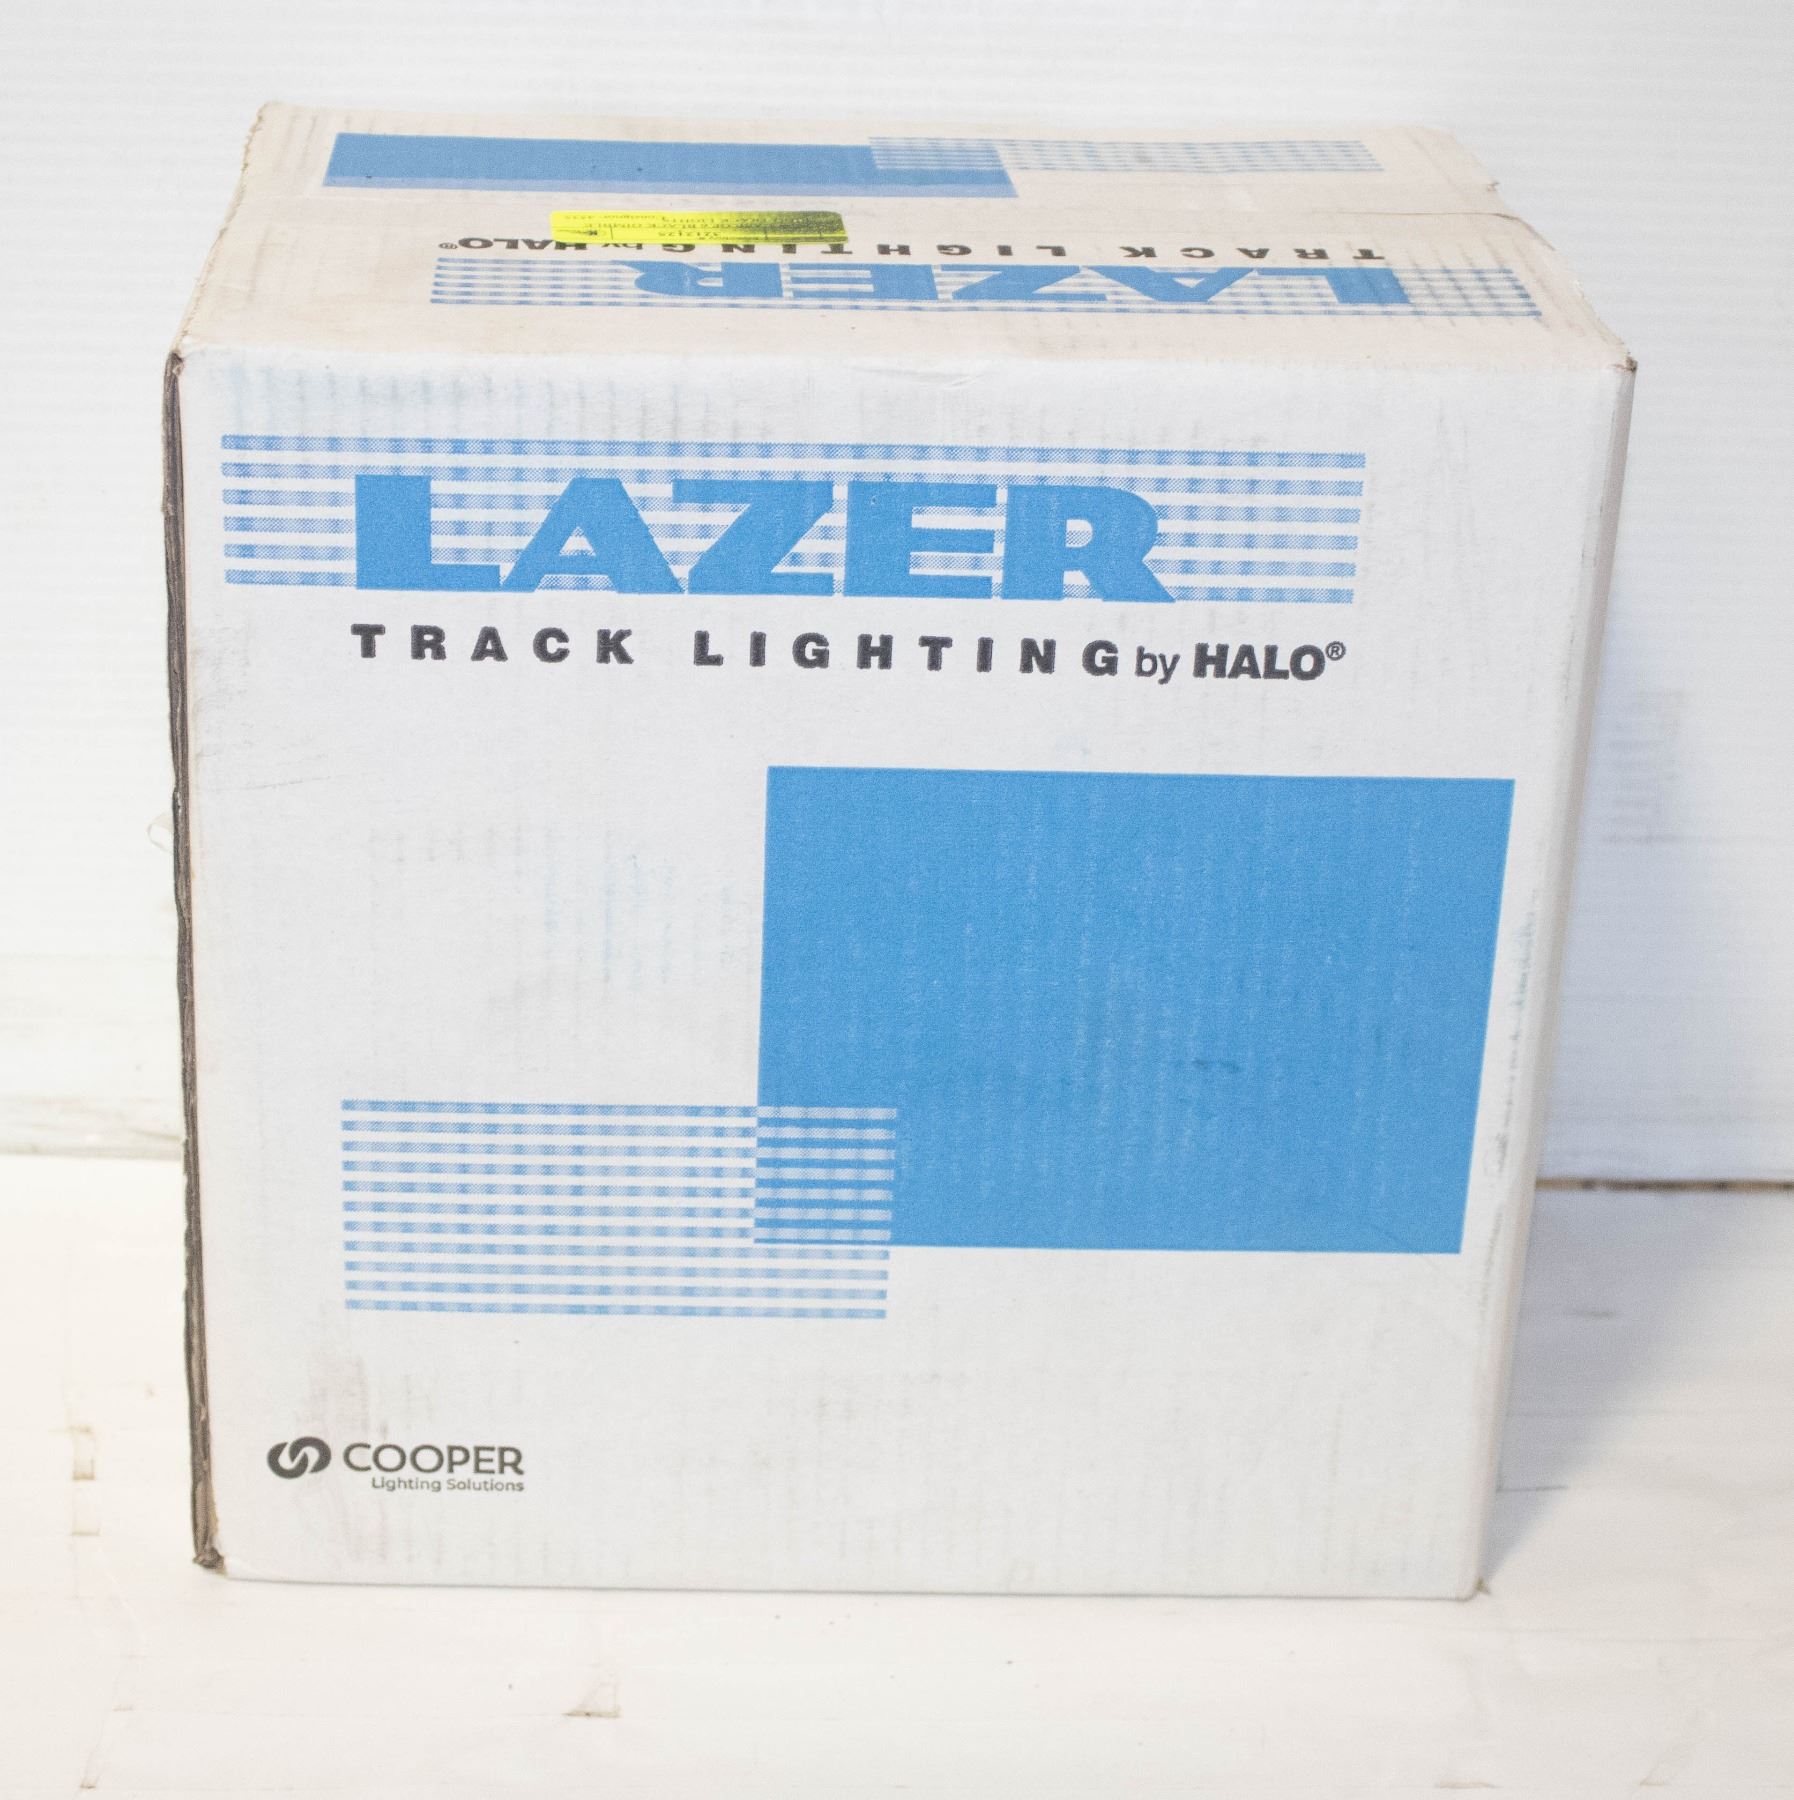 LAZER
TRACK LIGHTING by HALO®
LAZER
TRACK LIGHTING by HALO®
COOPER
Lighting Solutions